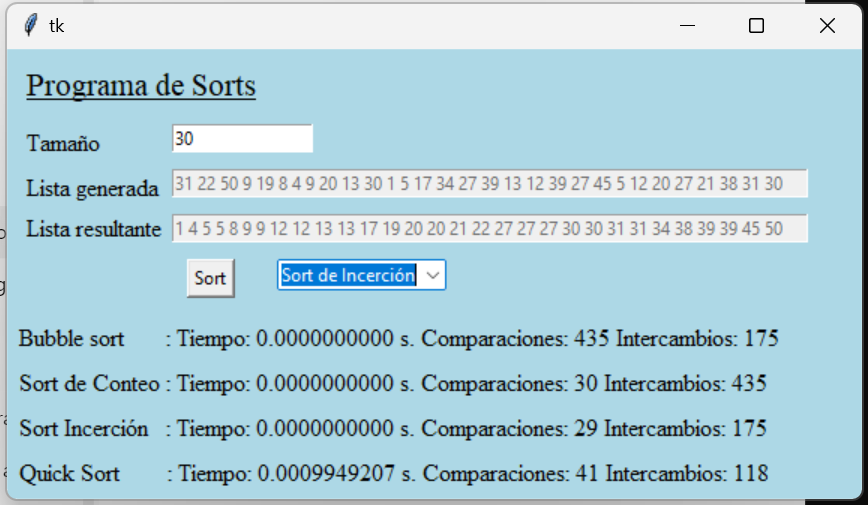 tk
Programa de Sorts
Tamaño 30
Lista generada 31 22 50 9 19 8 4 9 20 13 30 1 5 17 34 27 39 13 12 39 27 45 5 12 20 27 21 38 31 30
Lista resultante 1 4 5 5 8 9 9 12 12 13 13 17 19 20 20 21 22 27 27 27 30 30 31 31 34 38 39 39 45 50
Sort Sort de Incerción
Bubble sort : Tiempo: 0.0000000000 s. Comparaciones: 435 Intercambios: 175
Sort de Conteo : Tiempo: 0.0000000000 s. Comparaciones: 30 Intercambios: 435
Sort Incerción : Tiempo: 0.0000000000 s. Comparaciones: 29 Intercambios: 175
Quick Sort : Tiempo: 0.0009949207 s. Comparaciones: 41 Intercambios: 118